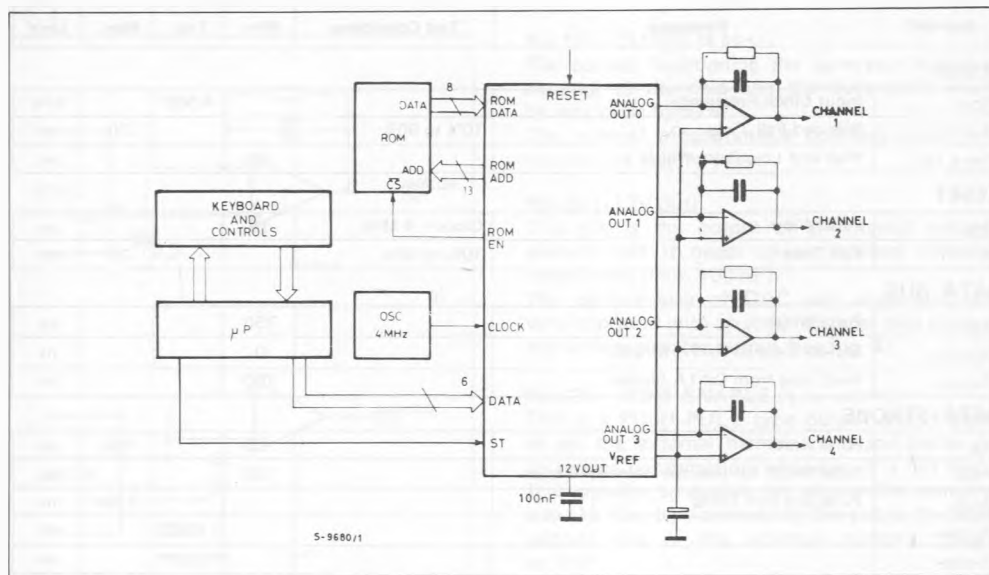 RESET
8
DATA
ROM
DATA
ROM
ADD
ROM
ADD
13
CS
ROM
EN
KEYBOARD
AND
CONTROLS
µP
OSC
4MHz
CLOCK
6
DATA
ST
ANALOG
OUT 0
CHANNEL
1
ANALOG
OUT 1
CHANNEL
2
ANALOG
OUT 2
CHANNEL
3
ANALOG
OUT 3
CHANNEL
4
VREF
12 VOUT
100nF
S-9680/1